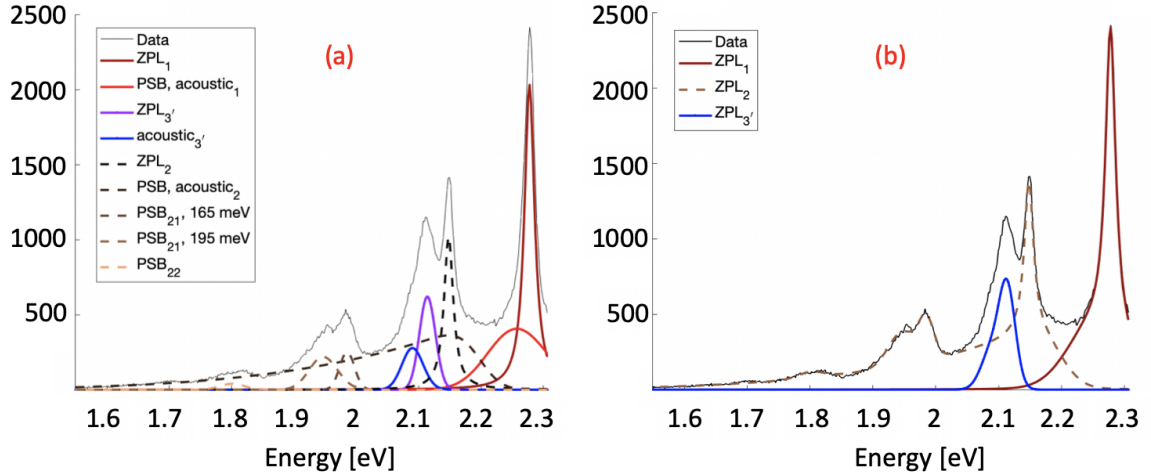 2500
2000
1500
1000
500
(a)
Data
ZPL1
PSB, acoustic1
ZPL3′
acoustic3′
ZPL2
PSB, acoustic2
PSB21, 165 meV
PSB21, 195 meV
PSB22
1.6 1.7 1.8 1.9 2 2.1 2.2 2.3
Energy [eV]
2500
2000
1500
1000
500
(b)
Data
ZPL1
ZPL2
ZPL3′
1.6 1.7 1.8 1.9 2 2.1 2.2 2.3
Energy [eV]